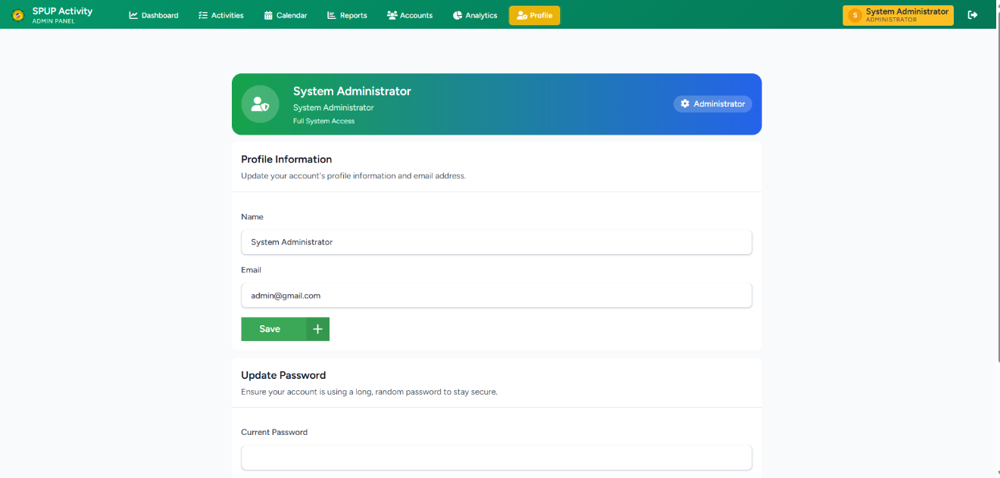 SPUP Activity
ADMIN PANEL
Dashboard
Activities
Calendar
Reports
Accounts
Analytics
Profile
S
System Administrator
ADMINISTRATOR
System Administrator
System Administrator
Full System Access
Administrator
Profile Information
Update your account's profile information and email address.
Name
System Administrator
Email
admin@gmail.com
Save
Update Password
Ensure your account is using a long, random password to stay secure.
Current Password